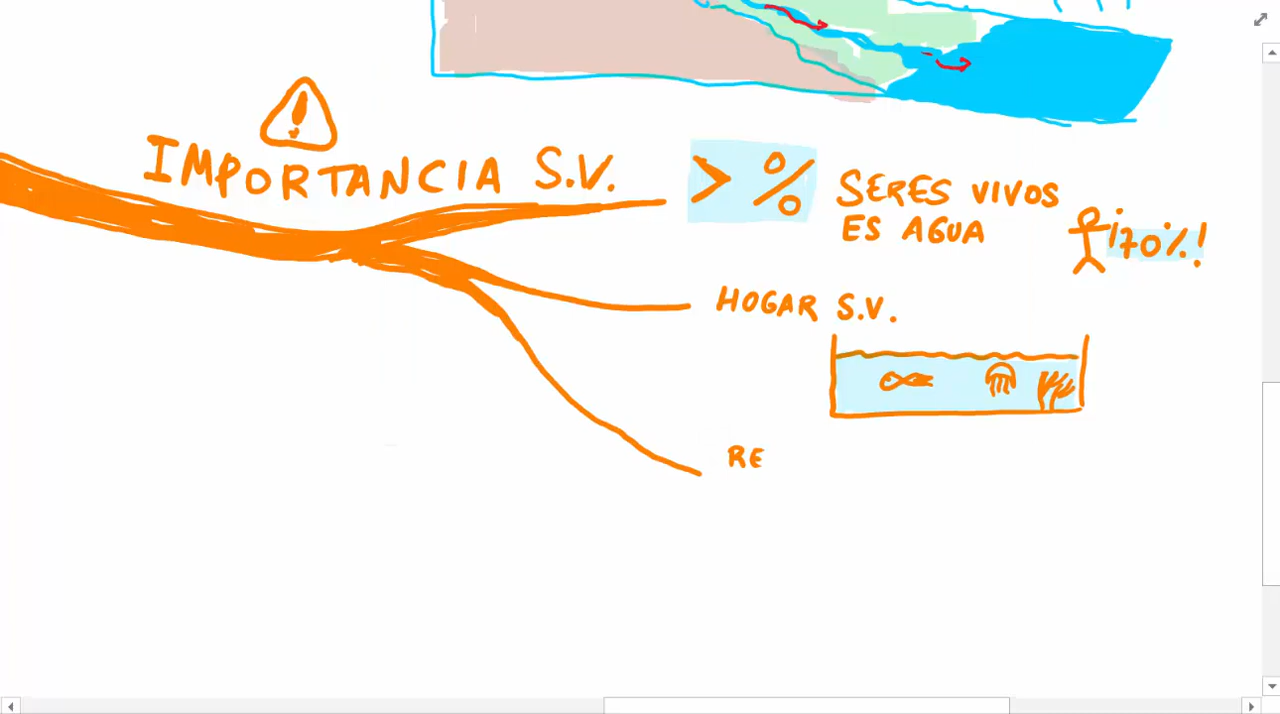 IMPORTANCIA S.V.
> % SERES VIVOS
ES AGUA
¡70%!
HOGAR S.V.
RE